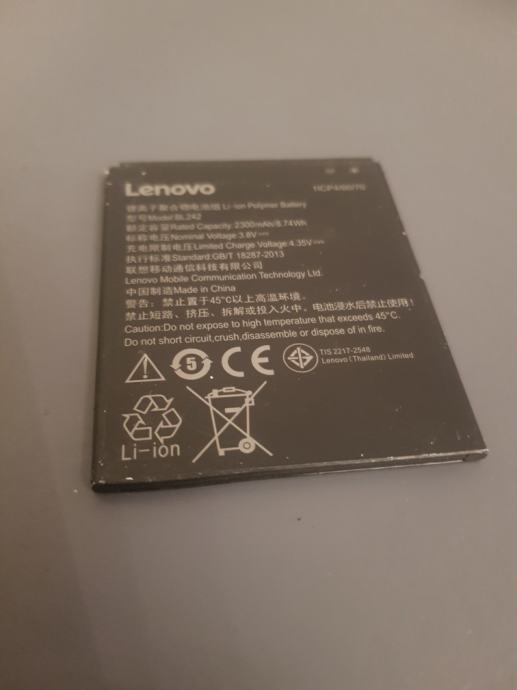 Lenovo
1ICP4/60/70
锂离子聚合物电池组 Li-ion Polymer Battery
型号Model:BL242
额定容量Rated Capacity:2300mAh/8.74Wh
标称电压Nominal Voltage:3.8V⎓
充电限制电压Limited Charge Voltage:4.35V⎓
执行标准Standard:GB/T 18287-2013
联想移动通信科技有限公司
Lenovo Mobile Communication Technology Ltd.
中国制造Made in China
警告：禁止置于45°C以上高温环境。
禁止短路、挤压、拆解或投入火中。电池浸水后禁止使用！
Caution:Do not expose to high temperature that exceeds 45°C.
Do not short circuit,crush,disassemble or dispose of in fire.
5
CE
TIS 2217-2548
Lenovo (Thailand) Limited
Li-ion